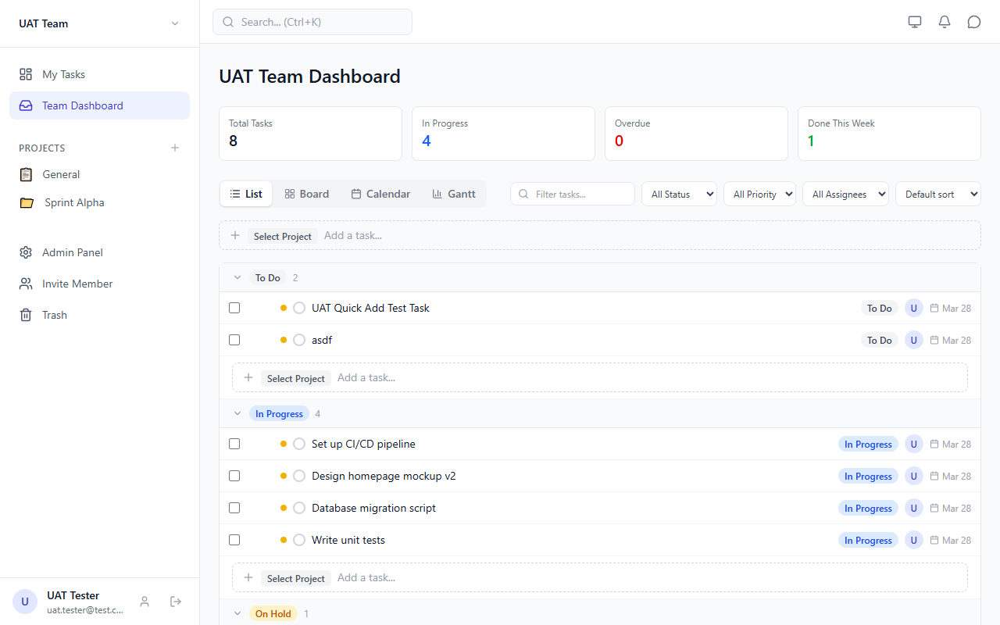 UAT Team
Search... (Ctrl+K)
My Tasks
Team Dashboard
PROJECTS
General
Sprint Alpha
Admin Panel
Invite Member
Trash
U
UAT Tester
uat.tester@test.c...
UAT Team Dashboard
Total Tasks
8
In Progress
4
Overdue
0
Done This Week
1
List Board Calendar Gantt Filter tasks... All Status All Priority All Assignees Default sort
Select Project Add a task...
To Do 2
UAT Quick Add Test Task To Do U Mar 28
asdf To Do U Mar 28
Select Project Add a task...
In Progress 4
Set up CI/CD pipeline In Progress U Mar 28
Design homepage mockup v2 In Progress U Mar 28
Database migration script In Progress U Mar 28
Write unit tests In Progress U Mar 28
Select Project Add a task...
On Hold 1